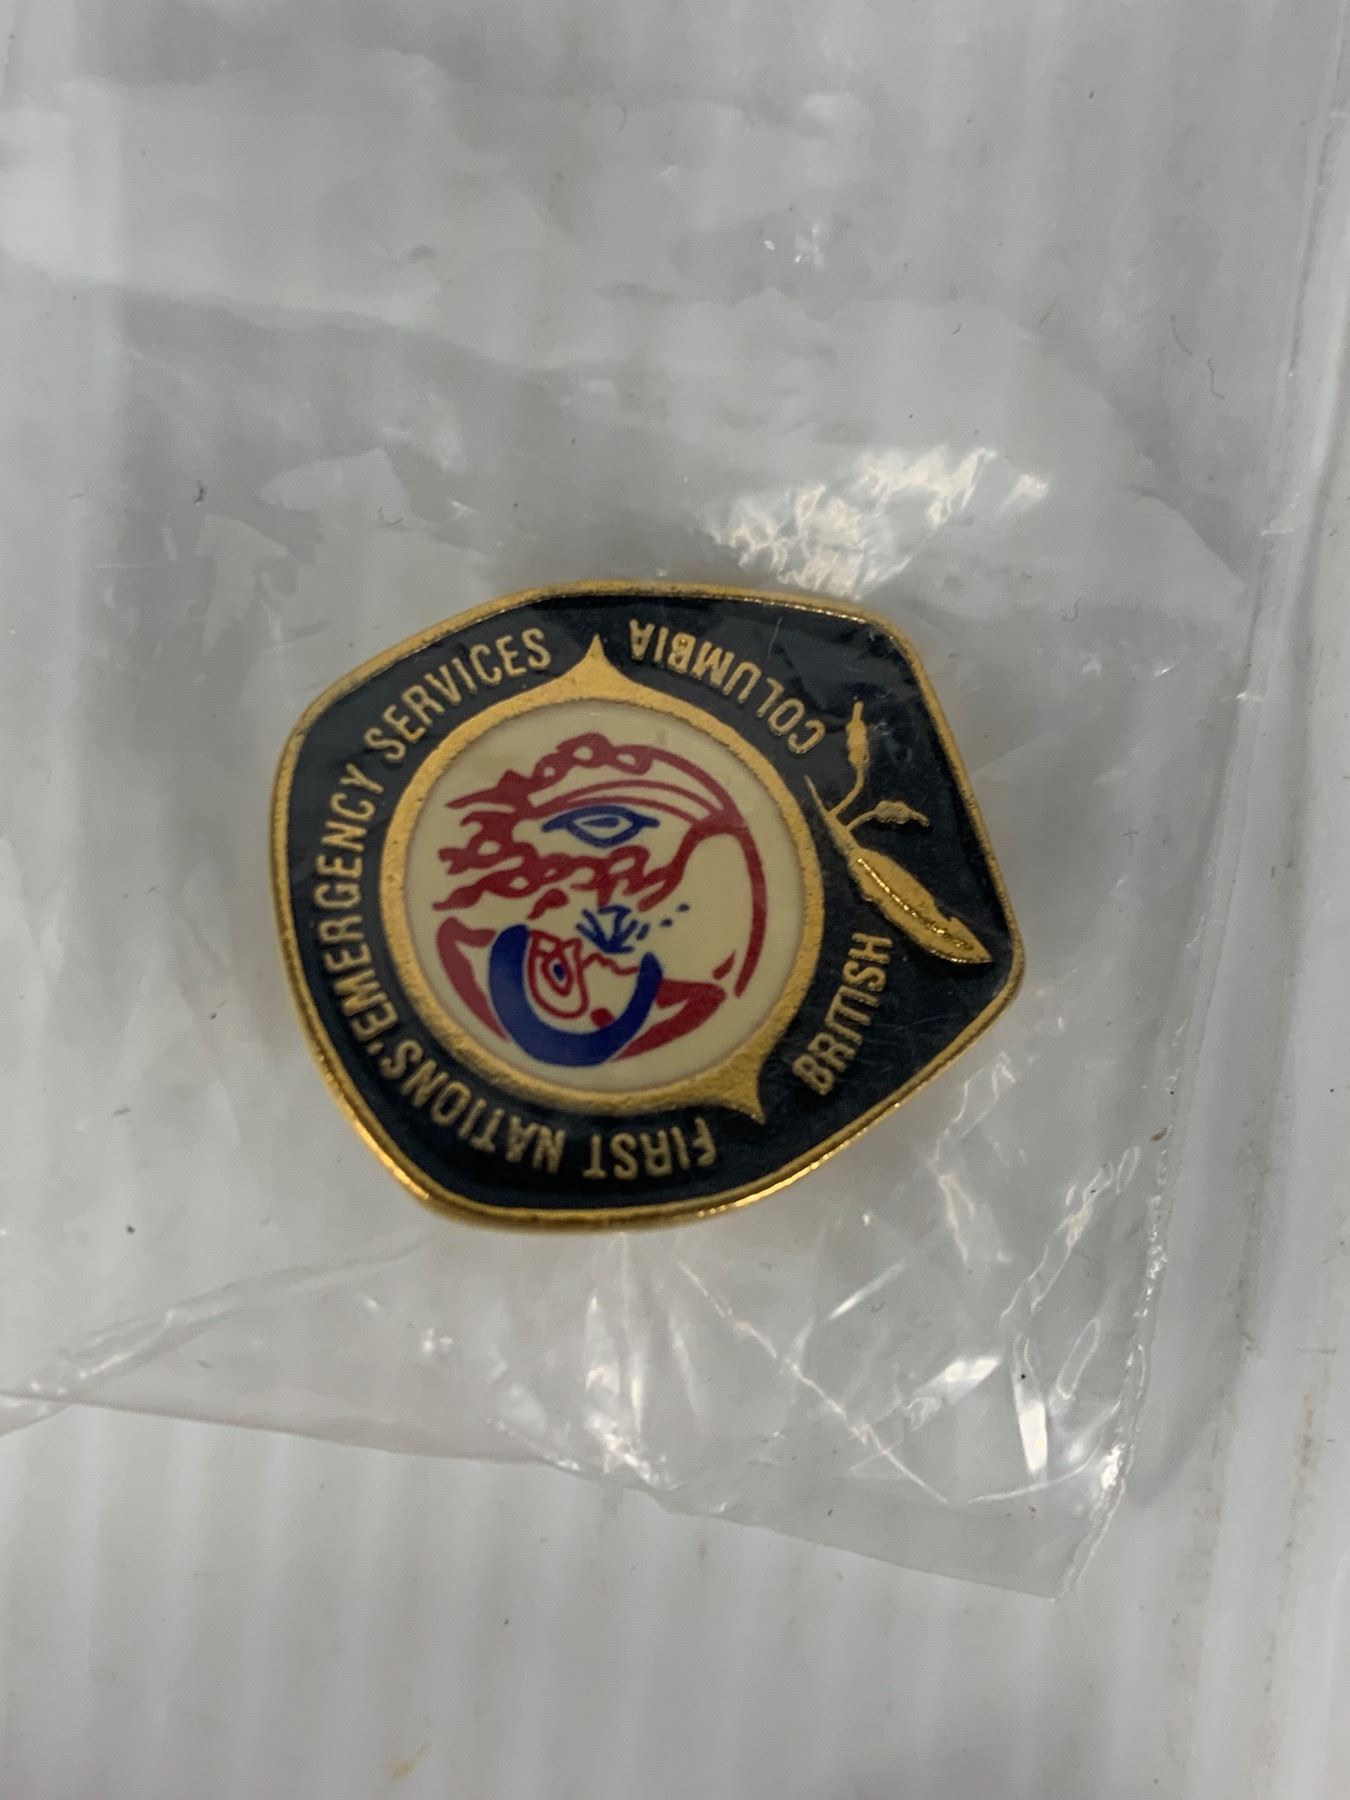 FIRST NATIONS' EMERGENCY SERVICES
BRITISH COLUMBIA